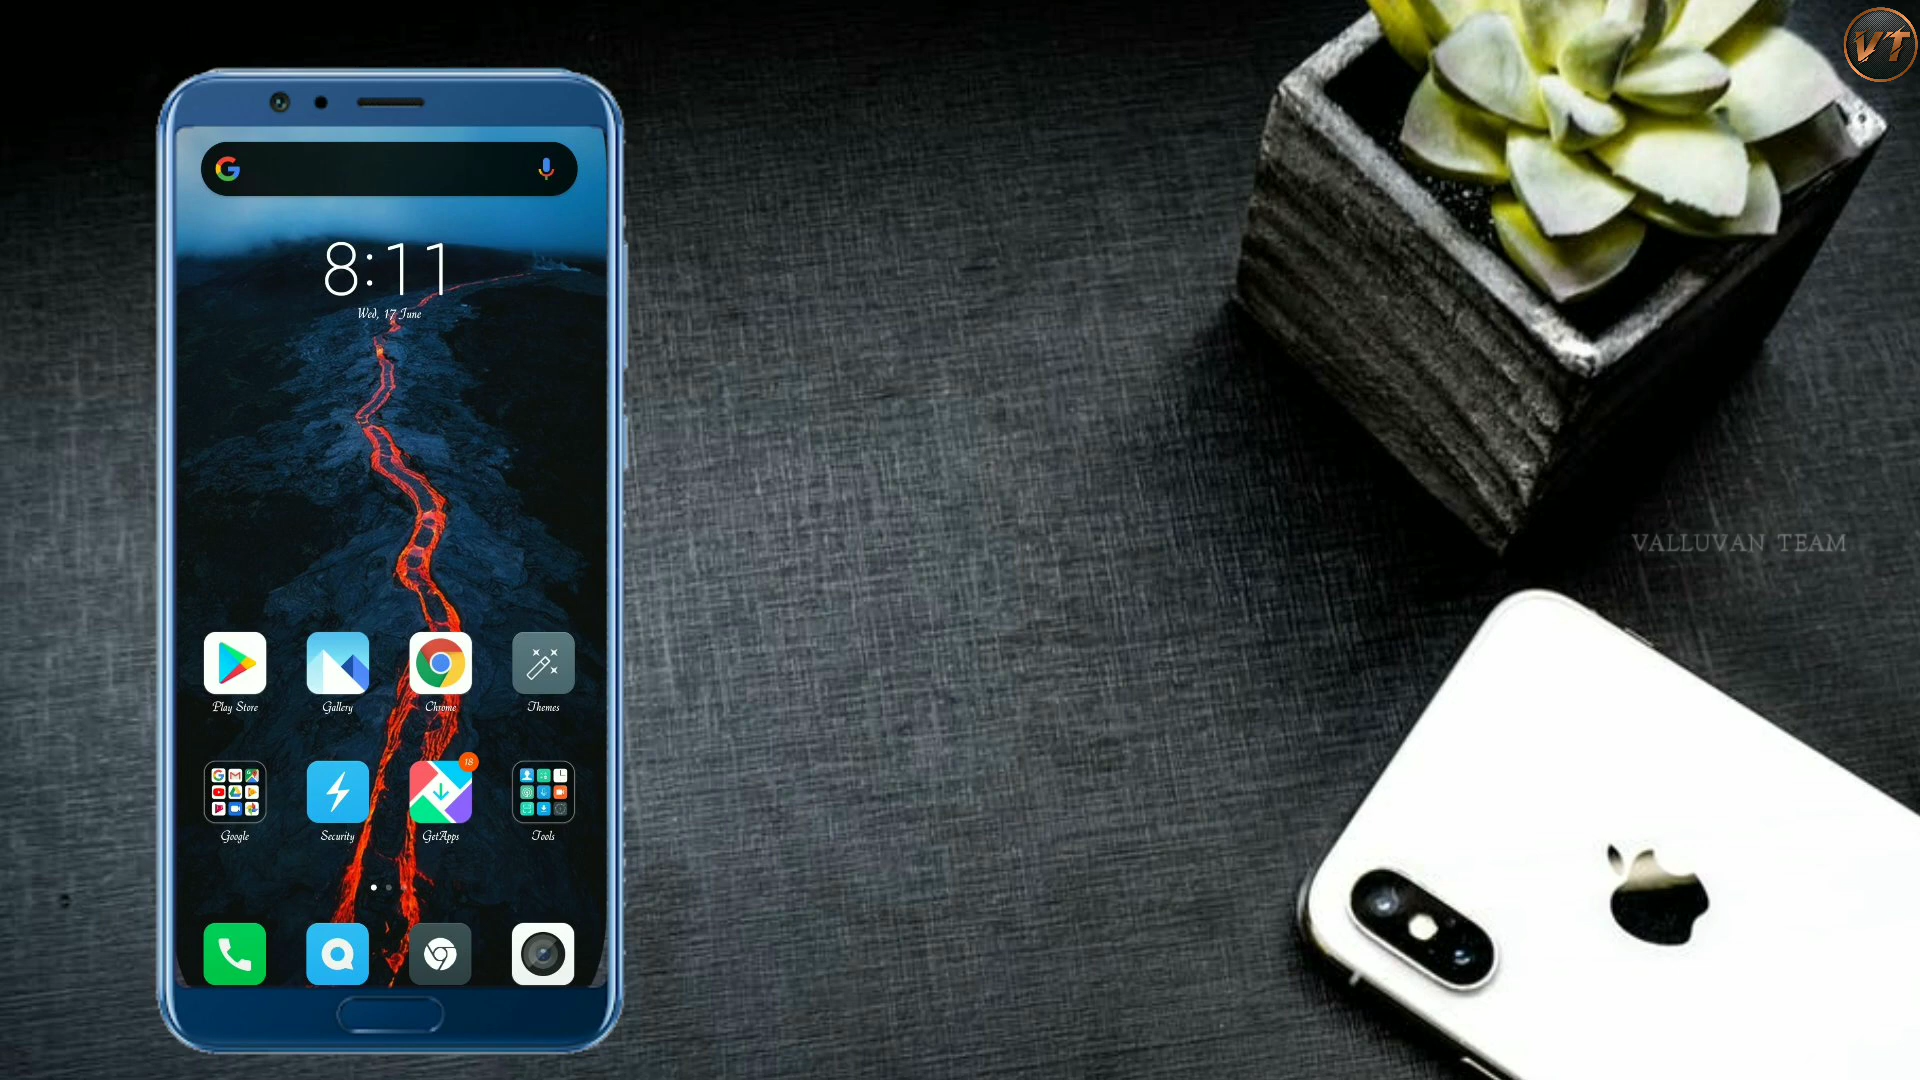 VT
8:11
Wed, 17 June
Play Store
Gallery
Chrome
Themes
18
Google
Security
GetApps
Tools
VALLUVAN TEAM